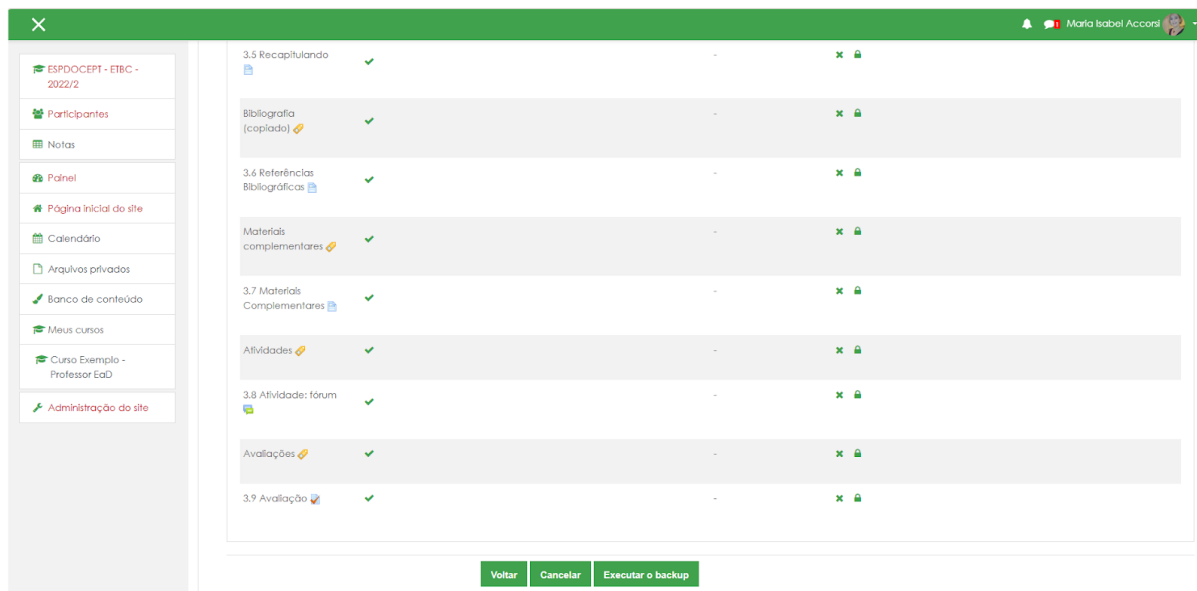 1 Maria Isabel Accorsi
ESPDOCEPT - ETBC -
2022/2
Participantes
Notas
Painel
Página inicial do site
Calendário
Arquivos privados
Banco de conteúdo
Meus cursos
Curso Exemplo -
Professor EaD
Administração do site
3.5 Recapitulando
-
Bibliografia
(copiado)
-
3.6 Referências
Bibliográficas
-
Materiais
complementares
-
3.7 Materiais
Complementares
-
Atividades
-
3.8 Atividade: fórum
-
Avaliações
-
3.9 Avaliação
-
Voltar Cancelar Executar o backup